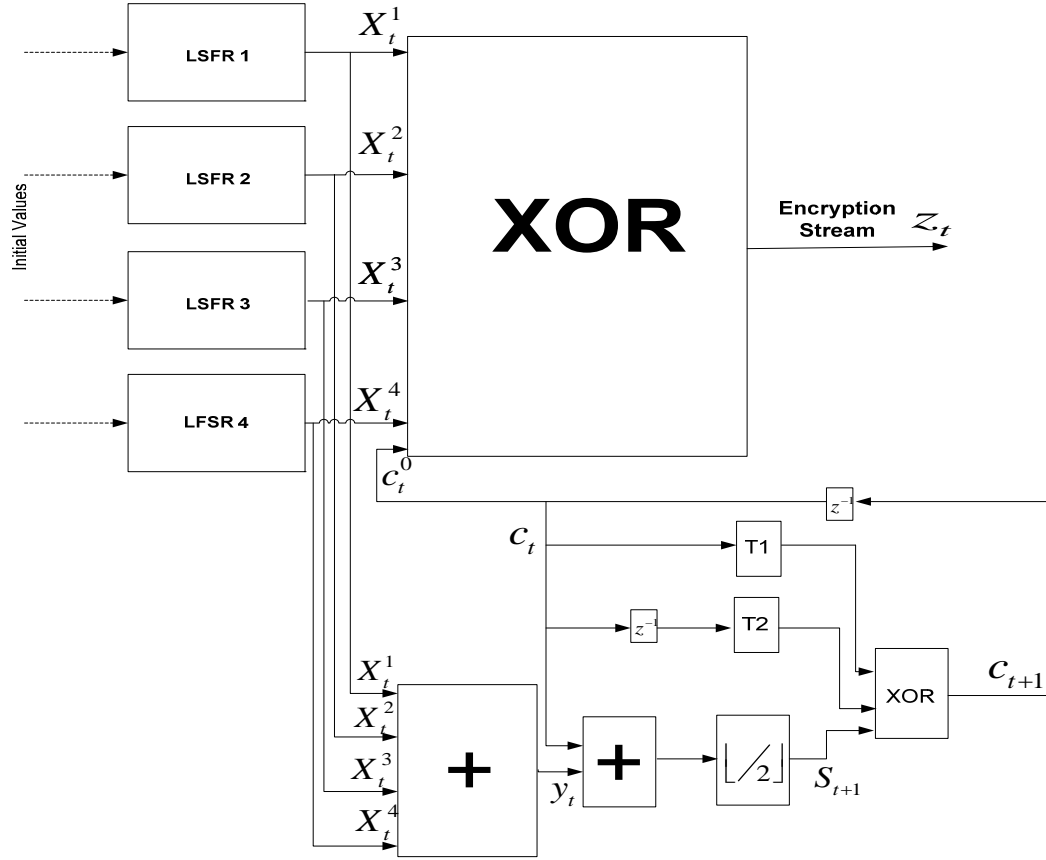 Initial Values
LSFR 1
X_t^1
LSFR 2
X_t^2
LSFR 3
X_t^3
LFSR 4
X_t^4
XOR
Encryption
Stream
z_t
c_t^0
z^{-1}
c_t
T1
z^{-1}
T2
XOR
c_{t+1}
X_t^1
X_t^2
X_t^3
X_t^4
+
y_t
+
⌊/2⌋
S_{t+1}